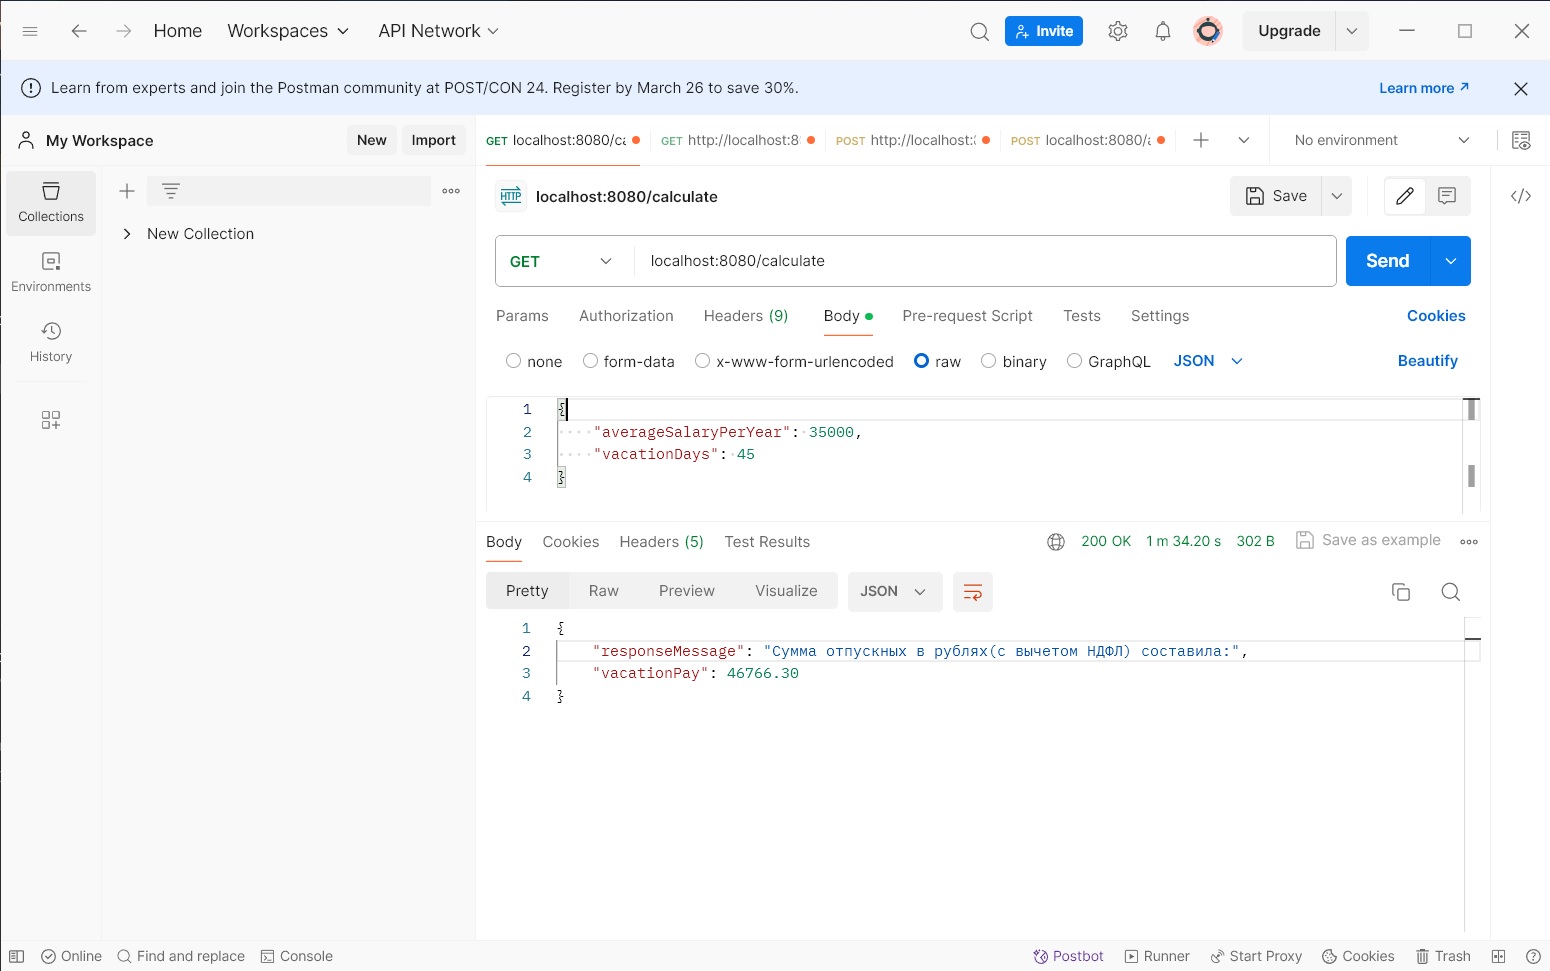 Home Workspaces API Network Invite Upgrade
Learn from experts and join the Postman community at POST/CON 24. Register by March 26 to save 30%. Learn more
My Workspace New Import
GET localhost:8080/ca GET http://localhost:8 POST http://localhost: POST localhost:8080/ No environment
Collections
Environments
History
New Collection
HTTP localhost:8080/calculate Save
GET localhost:8080/calculate Send
Params Authorization Headers (9) Body Pre-request Script Tests Settings Cookies
none form-data x-www-form-urlencoded raw binary GraphQL JSON Beautify
1 {
2 "averageSalaryPerYear": 35000,
3 "vacationDays": 45
4 }
Body Cookies Headers (5) Test Results 200 OK 1 m 34.20 s 302 B Save as example
Pretty Raw Preview Visualize JSON
1 {
2 "responseMessage": "Сумма отпускных в рублях(с вычетом НДФЛ) составила:",
3 "vacationPay": 46766.30
4 }
Online Find and replace Console Postbot Runner Start Proxy Cookies Trash